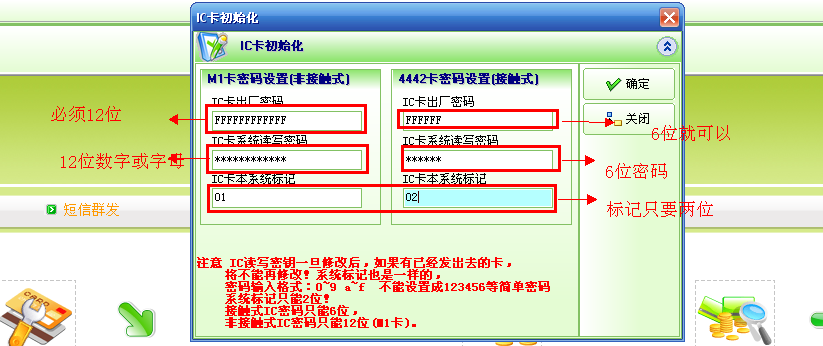 IC卡初始化
IC卡初始化
M1卡密码设置(非接触式)
4442卡密码设置(接触式)
确定
IC卡出厂密码
IC卡出厂密码
必须12位
FFFFFFFFFFFF
FFFFFF
关闭
6位就可以
IC卡系统读写密码
IC卡系统读写密码
12位数字或字母
************
******
6位密码
IC卡本系统标记
IC卡本系统标记
01
02
标记只要两位
短信群发
注意 IC读写密钥一旦修改后，如果有已经发出去的卡，
将不能再修改! 系统标记也是一样的，
密码输入格式：0~9 a~f 不能设置成123456等简单密码
系统标记只能2位!
接触式IC密码只能6位，
非接触式IC密码只能12位(M1卡)。